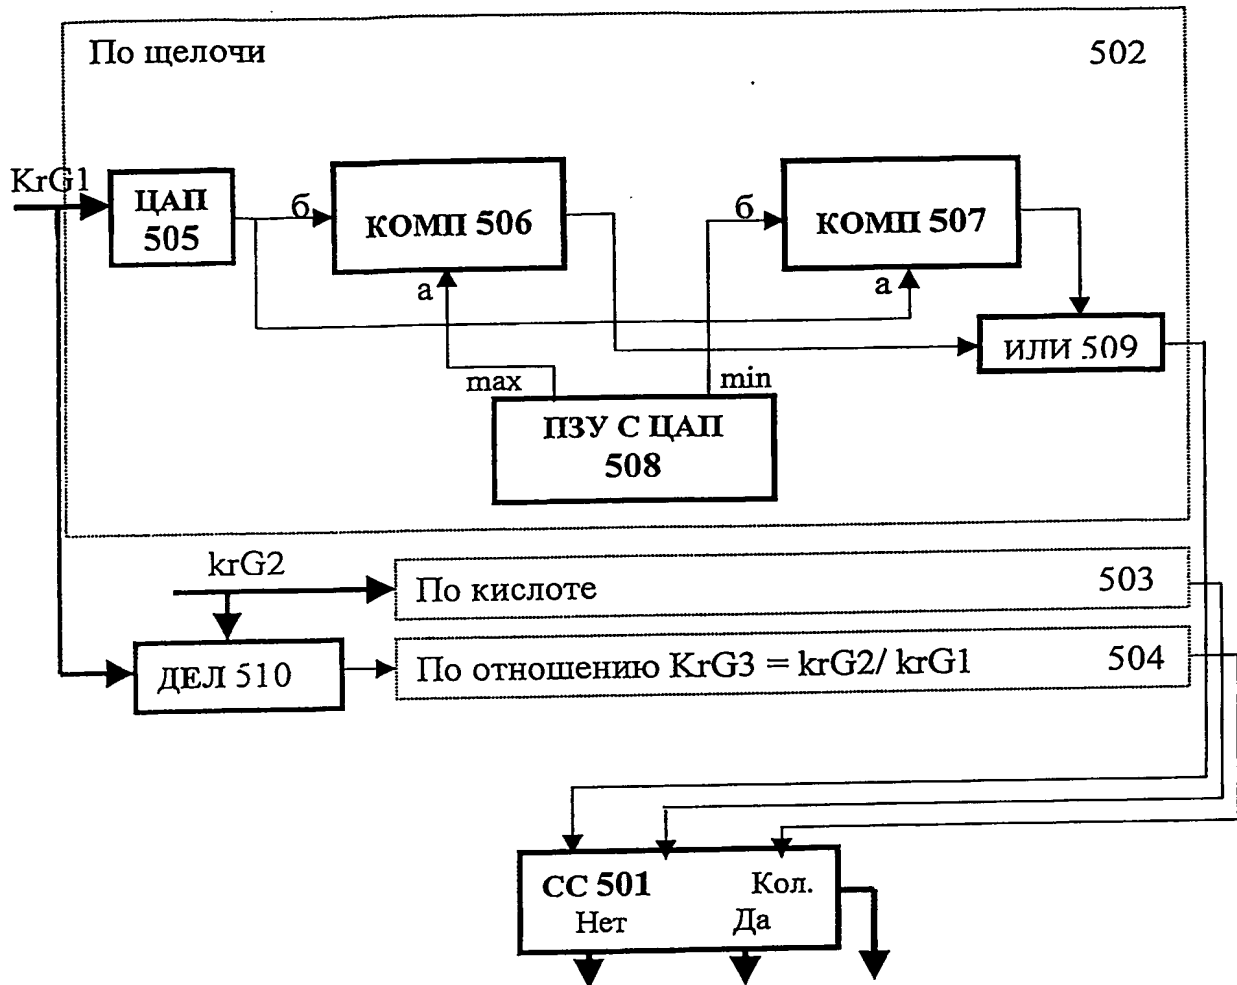 По щелочи 502
KrG1
ЦАП
505
б
КОМП 506
а
б
КОМП 507
а
ИЛИ 509
max
min
ПЗУ С ЦАП
508
krG2
По кислоте 503
ДЕЛ 510
По отношению KrG3 = krG2/ krG1 504
СС 501 Кол.
Нет Да